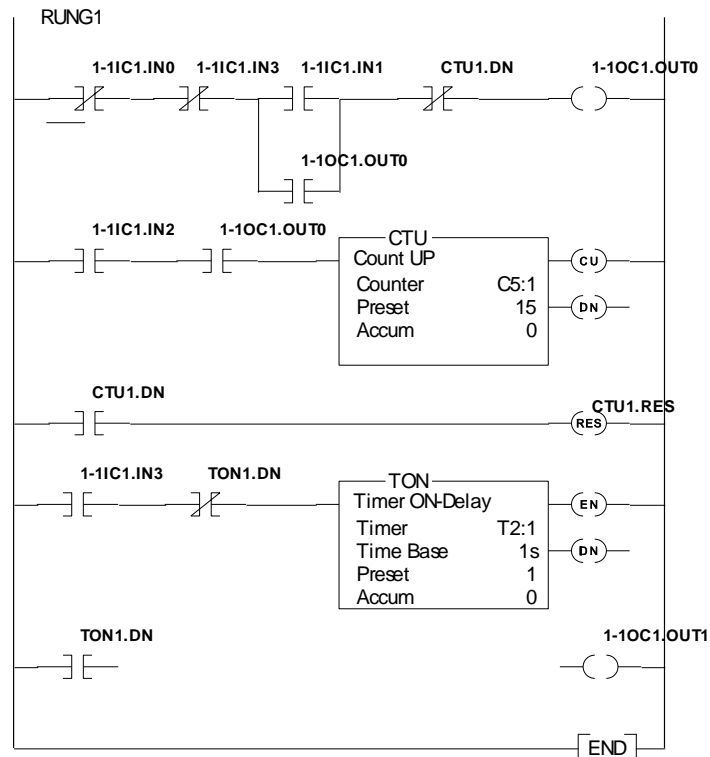 RUNG1
1-1IC1.IN0 1-1IC1.IN3 1-1IC1.IN1 CTU1.DN 1-1OC1.OUT0
1-1OC1.OUT0
1-1IC1.IN2 1-1OC1.OUT0 CTU
Count UP CU
Counter C5:1
Preset 15 DN
Accum 0
CTU1.DN CTU1.RES
RES
1-1IC1.IN3 TON1.DN TON
Timer ON-Delay EN
Timer T2:1
Time Base 1s DN
Preset 1
Accum 0
TON1.DN 1-1OC1.OUT1
END